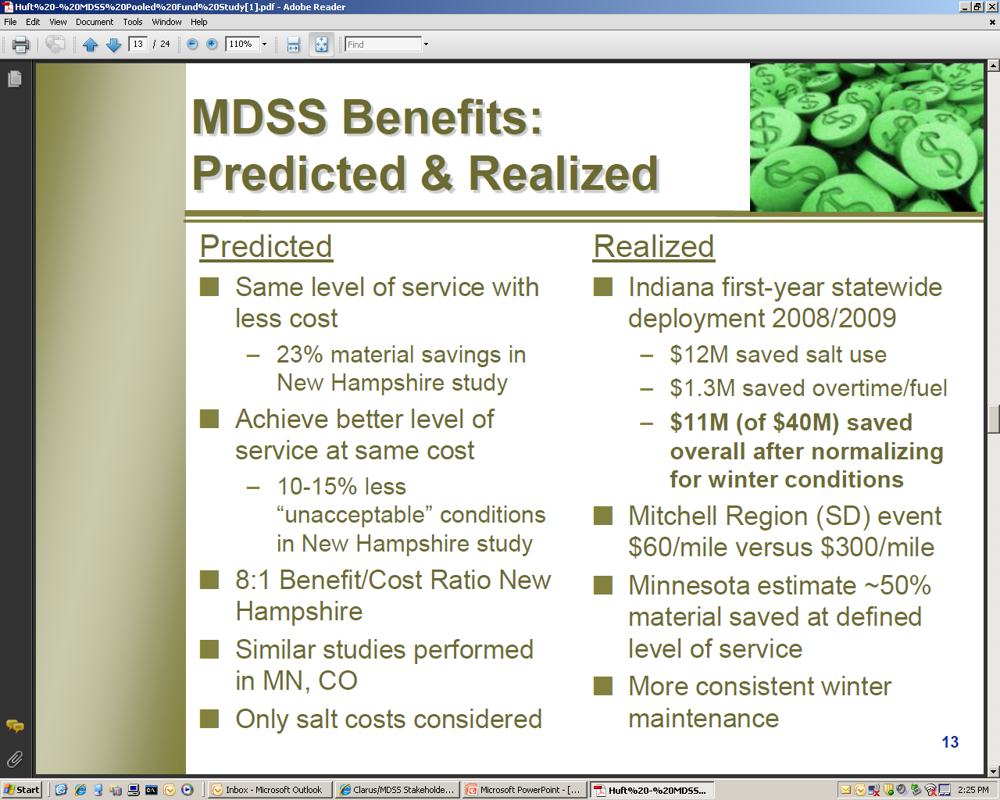 Huft%20-%20MDSS%20Pooled%20Fund%20Study[1].pdf - Adobe Reader
File Edit View Document Tools Window Help
13 / 24 110% Find
MDSS Benefits:
Predicted & Realized
Predicted
Same level of service with
less cost
– 23% material savings in
New Hampshire study
Achieve better level of
service at same cost
– 10-15% less
“unacceptable” conditions
in New Hampshire study
8:1 Benefit/Cost Ratio New
Hampshire
Similar studies performed
in MN, CO
Only salt costs considered
Realized
Indiana first-year statewide
deployment 2008/2009
– $12M saved salt use
– $1.3M saved overtime/fuel
– $11M (of $40M) saved
overall after normalizing
for winter conditions
Mitchell Region (SD) event
$60/mile versus $300/mile
Minnesota estimate ~50%
material saved at defined
level of service
More consistent winter
maintenance
13
Start Inbox - Microsoft Outlook Clarus/MDSS Stakeholde... Microsoft PowerPoint - [... Huft%20-%20MDSS... 2:25 PM